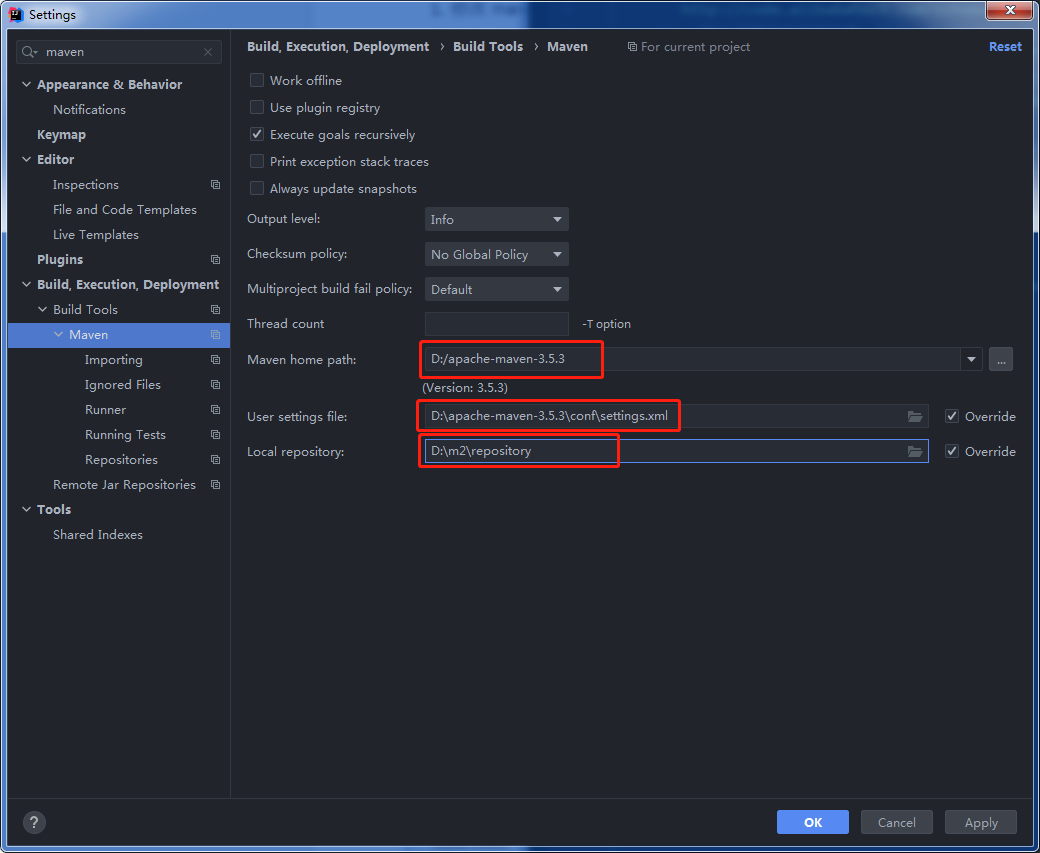 Settings
maven
Appearance & Behavior
Notifications
Keymap
Editor
Inspections
File and Code Templates
Live Templates
Plugins
Build, Execution, Deployment
Build Tools
Maven
Importing
Ignored Files
Runner
Running Tests
Repositories
Remote Jar Repositories
Tools
Shared Indexes
Build, Execution, Deployment › Build Tools › Maven For current project Reset
Work offline
Use plugin registry
Execute goals recursively
Print exception stack traces
Always update snapshots
Output level: Info
Checksum policy: No Global Policy
Multiproject build fail policy: Default
Thread count -T option
Maven home path: D:/apache-maven-3.5.3 ...
(Version: 3.5.3)
User settings file: D:\apache-maven-3.5.3\conf\settings.xml Override
Local repository: D:\m2\repository Override
? OK Cancel Apply